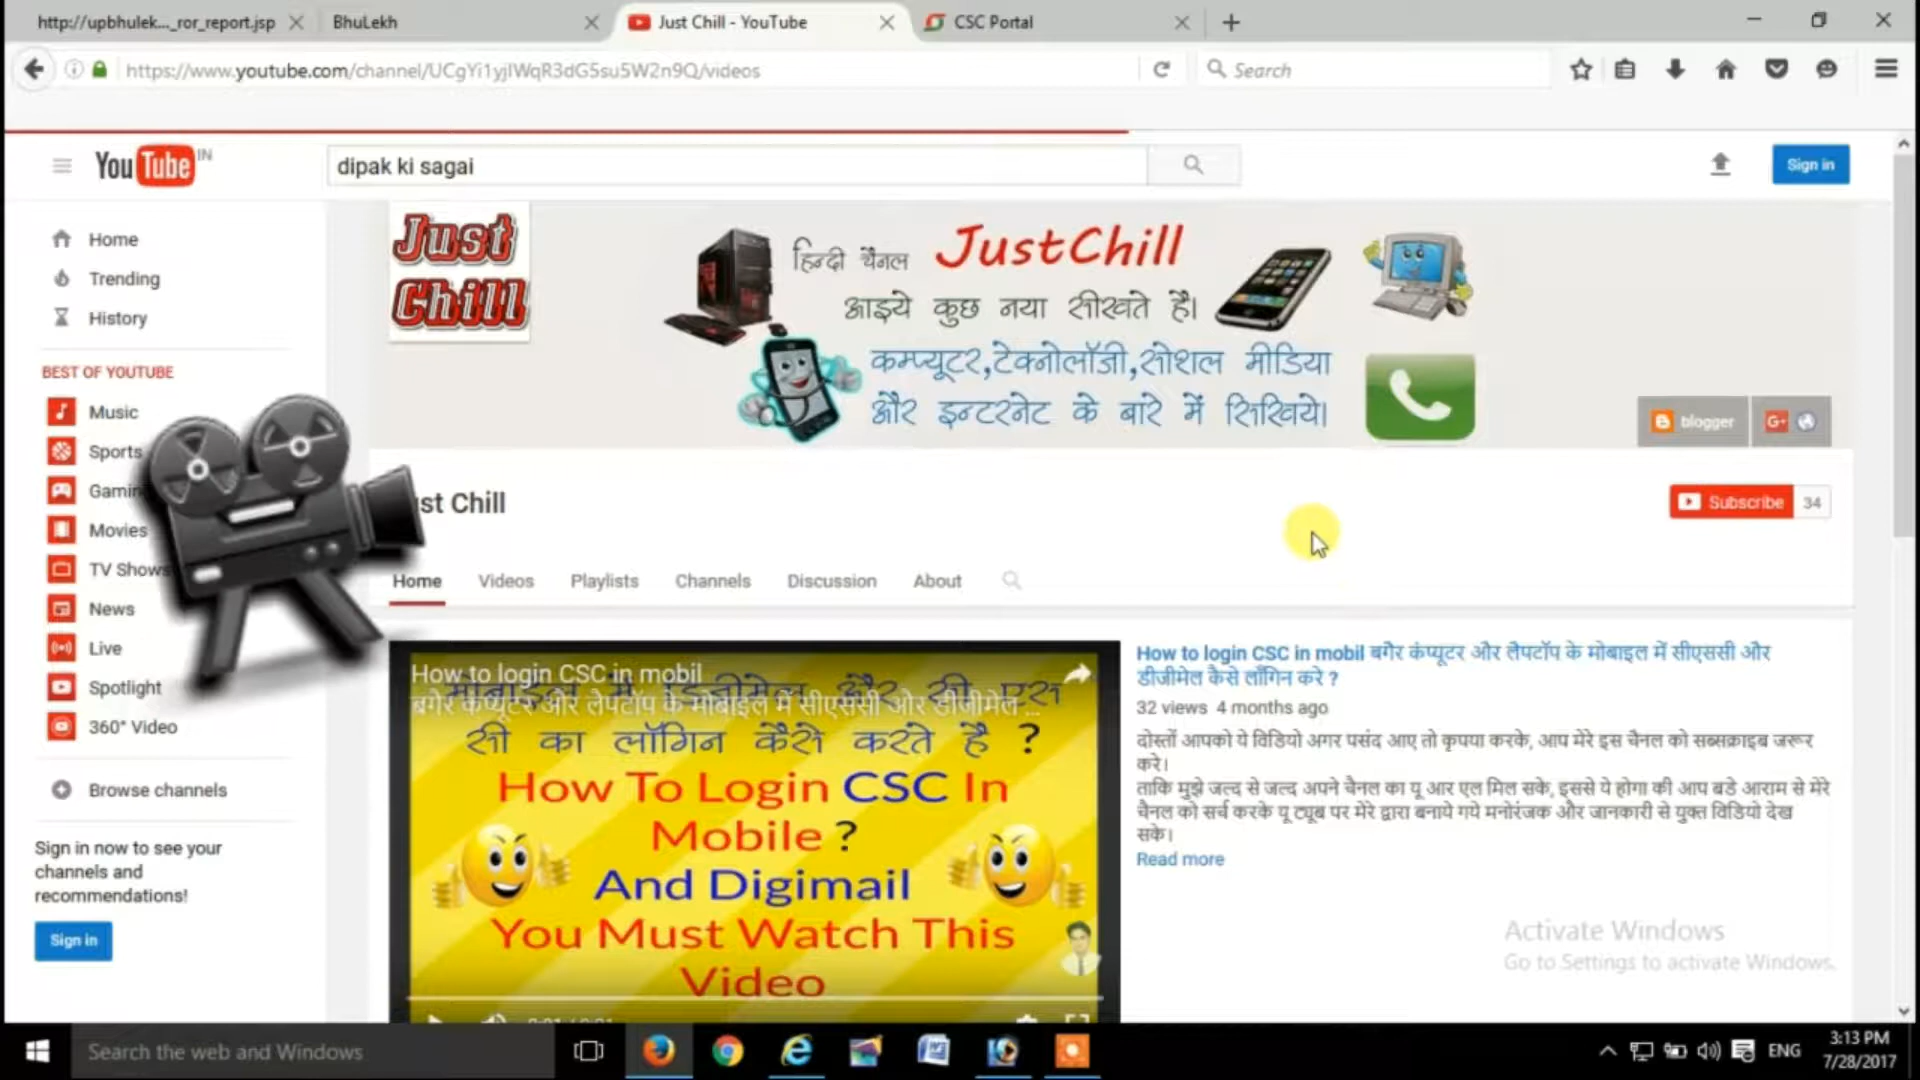 http://upbhulek..._ror_report.jsp
BhuLekh
Just Chill - YouTube
CSC Portal
https://www.youtube.com/channel/UCgYi1yjIWqR3dG5su5W2n9Q/videos
Search
YouTube IN
dipak ki sagai
Sign in
Home
Trending
History
BEST OF YOUTUBE
Music
Sports
Movies
TV Shows
News
Live
Spotlight
360° Video
Browse channels
Sign in now to see your
channels and
recommendations!
Sign in
Just
Chill
हिन्दी चैनल JustChill
आइये कुछ नया सीखते है।
कम्प्यूटर,टेक्नोलॉजी,सोशल मीडिया
और इन्टरनेट के बारे में सिखिये।
blogger
G+
Chill
Subscribe 34
Home Videos Playlists Channels Discussion About
How to login CSC in mobil
बगैर कंप्यूटर और लैपटॉप के मोबाइल में सीएससी और डीजीमेल ...
सी का लॉगिन कैसे करते है ?
How To Login CSC In
Mobile ?
And Digimail
You Must Watch This
Video
How to login CSC in mobil बगैर कंप्यूटर और लैपटॉप के मोबाइल में सीएससी और
डीजीमेल कैसे लॉंगिन करे ?
32 views 4 months ago
दोस्तों आपको ये विडियो अगर पसंद आए तो कृपया करके, आप मेरे इस चैनल को सब्सक्राइब जरूर
करे।
ताकि मुझे जल्द से जल्द अपने चैनल का यू आर एल मिल सके, इससे ये होगा की आप बडे आराम से मेरे
चैनल को सर्च करके यू ट्यूब पर मेरे द्वारा बनाये गये मनोरंजक और जानकारी से युक्त विडियो देख
सके।
Read more
Activate Windows
Go to Settings to activate Windows.
Search the web and Windows
ENG
3:13 PM
7/28/2017